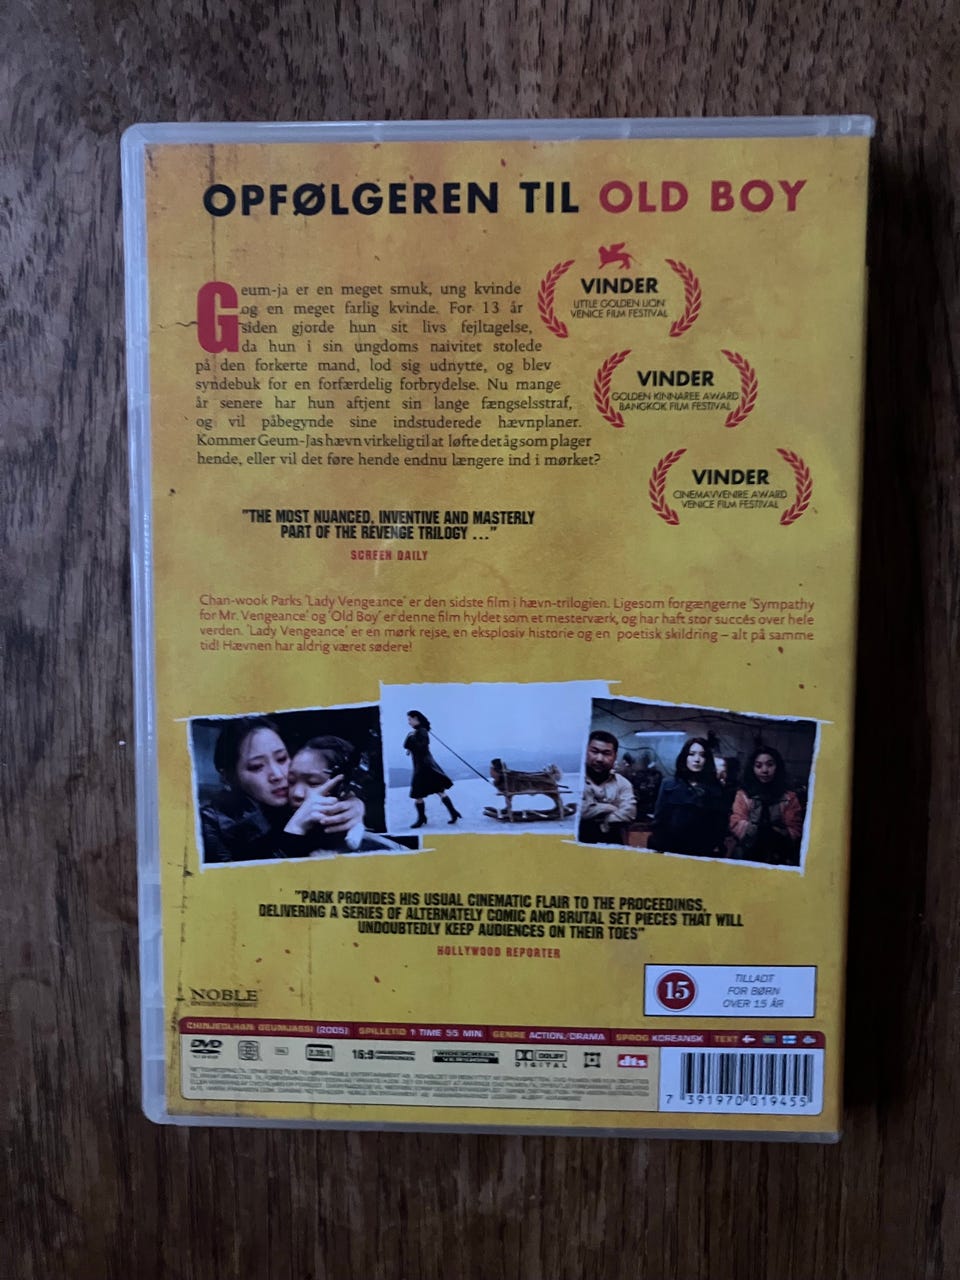 OPFØLGEREN TIL OLD BOY
Geum-ja er en meget smuk, ung kvinde
og en meget farlig kvinde. For 13 år
siden gjorde hun sit livs fejltagelse,
da hun i sin ungdoms naivitet stolede
på den forkerte mand, lod sig udnytte, og blev
syndebuk for en forfærdelig forbrydelse. Nu mange
år senere har hun aftjent sin lange fængselsstraf,
og vil påbegynde sine indstuderede hævnplaner.
Kommer Geum-Jas hævn virkelig til at løfte det åg som plager
hende, eller vil det føre hende endnu længere ind i mørket?
VINDER
LITTLE GOLDEN LION
VENICE FILM FESTIVAL
VINDER
GOLDEN KINNAREE AWARD
BANGKOK FILM FESTIVAL
VINDER
CINEMAVVENIRE AWARD
VENICE FILM FESTIVAL
"THE MOST NUANCED, INVENTIVE AND MASTERLY
PART OF THE REVENGE TRILOGY ..."
SCREEN DAILY
Chan-wook Parks 'Lady Vengeance' er den sidste film i hævn-trilogien. Ligesom forgængerne 'Sympathy
for Mr. Vengeance' og 'Old Boy' er denne film hyldet som et mesterværk, og har haft stor succés over hele
verden. 'Lady Vengeance' er en mørk rejse, en eksplosiv historie og en poetisk skildring – alt på samme
tid! Hævnen har aldrig været sødere!
"PARK PROVIDES HIS USUAL CINEMATIC FLAIR TO THE PROCEEDINGS,
DELIVERING A SERIES OF ALTERNATELY COMIC AND BRUTAL SET PIECES THAT WILL
UNDOUBTEDLY KEEP AUDIENCES ON THEIR TOES"
HOLLYWOOD REPORTER
15
TILLADT
FOR BØRN
OVER 15 ÅR
NOBLE
ENTERTAINMENT
CHINJEOLHAN GEUMJASSI (2005) SPILLETID 1 TIME 55 MIN GENRE ACTION/DRAMA SPROG KOREANSK TEXT
DVD 2.35:1 16:9 WIDESCREEN VERSION DOLBY DIGITAL dts
7 391970 019455